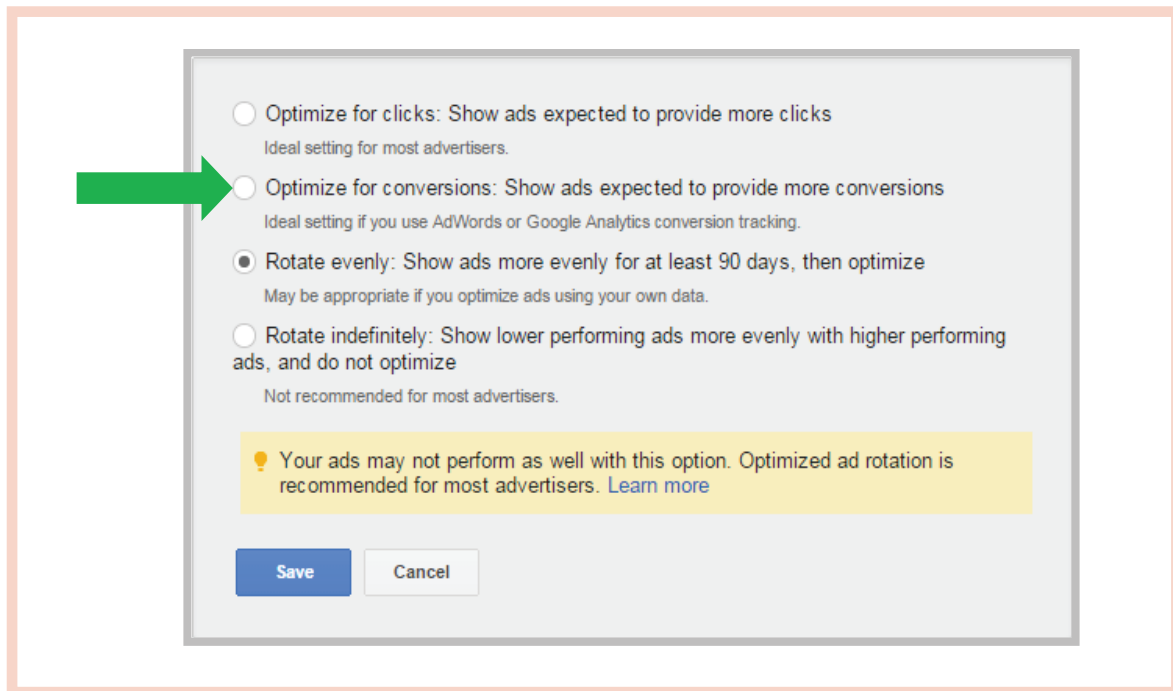 Optimize for clicks: Show ads expected to provide more clicks
Ideal setting for most advertisers.
Optimize for conversions: Show ads expected to provide more conversions
Ideal setting if you use AdWords or Google Analytics conversion tracking.
Rotate evenly: Show ads more evenly for at least 90 days, then optimize
May be appropriate if you optimize ads using your own data.
Rotate indefinitely: Show lower performing ads more evenly with higher performing
ads, and do not optimize
Not recommended for most advertisers.
Your ads may not perform as well with this option. Optimized ad rotation is
recommended for most advertisers. Learn more
Save Cancel